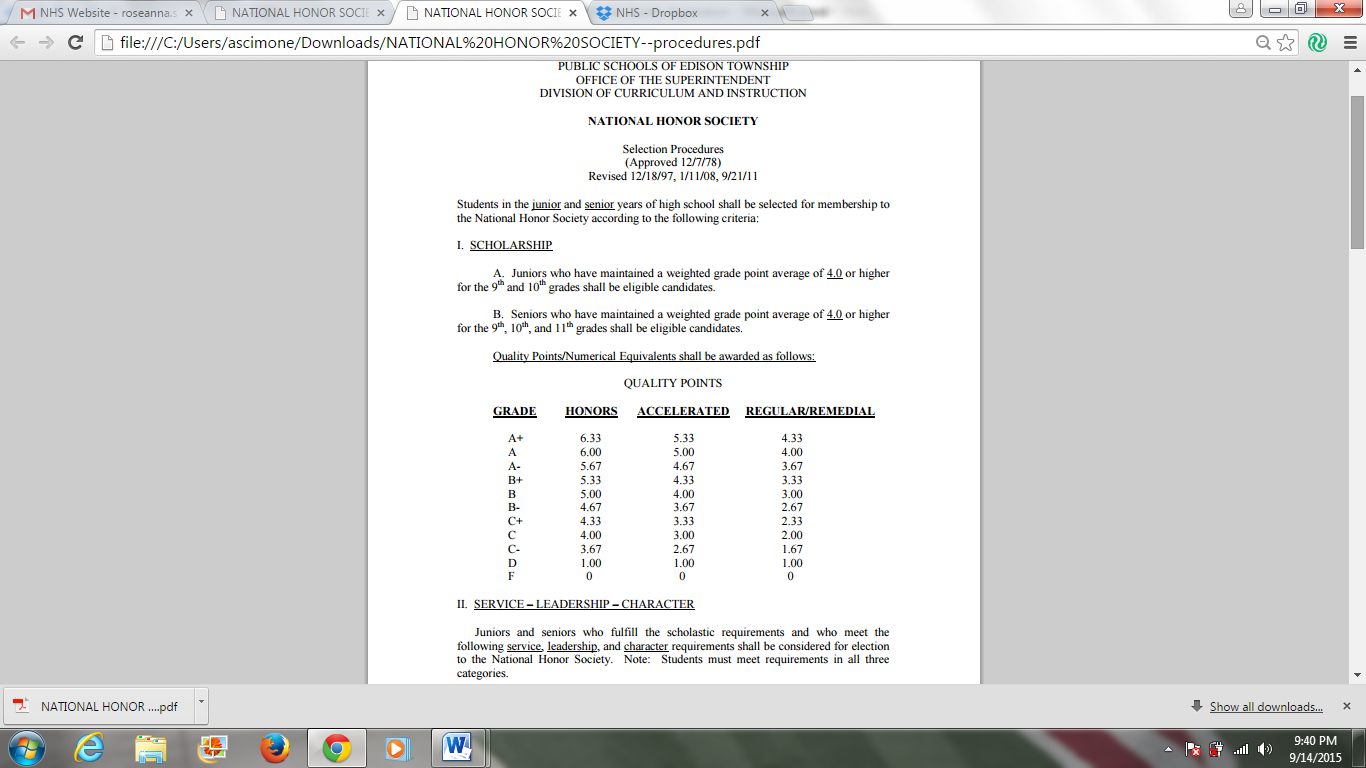 NHS Website - roseanna.s
NATIONAL HONOR SOCIE
NATIONAL HONOR SOCIE
NHS - Dropbox
file:///C:/Users/ascimone/Downloads/NATIONAL%20HONOR%20SOCIETY--procedures.pdf
PUBLIC SCHOOLS OF EDISON TOWNSHIP
OFFICE OF THE SUPERINTENDENT
DIVISION OF CURRICULUM AND INSTRUCTION
NATIONAL HONOR SOCIETY
Selection Procedures
(Approved 12/7/78)
Revised 12/18/97, 1/11/08, 9/21/11
Students in the junior and senior years of high school shall be selected for membership to
the National Honor Society according to the following criteria:
I. SCHOLARSHIP
A. Juniors who have maintained a weighted grade point average of 4.0 or higher
for the 9th and 10th grades shall be eligible candidates.
B. Seniors who have maintained a weighted grade point average of 4.0 or higher
for the 9th, 10th, and 11th grades shall be eligible candidates.
Quality Points/Numerical Equivalents shall be awarded as follows:
QUALITY POINTS
GRADE HONORS ACCELERATED REGULAR/REMEDIAL
A+ 6.33 5.33 4.33
A 6.00 5.00 4.00
A- 5.67 4.67 3.67
B+ 5.33 4.33 3.33
B 5.00 4.00 3.00
B- 4.67 3.67 2.67
C+ 4.33 3.33 2.33
C 4.00 3.00 2.00
C- 3.67 2.67 1.67
D 1.00 1.00 1.00
F 0 0 0
II. SERVICE – LEADERSHIP – CHARACTER
Juniors and seniors who fulfill the scholastic requirements and who meet the
following service, leadership, and character requirements shall be considered for election
to the National Honor Society. Note: Students must meet requirements in all three
categories.
NATIONAL HONOR ....pdf
Show all downloads...
9:40 PM
9/14/2015